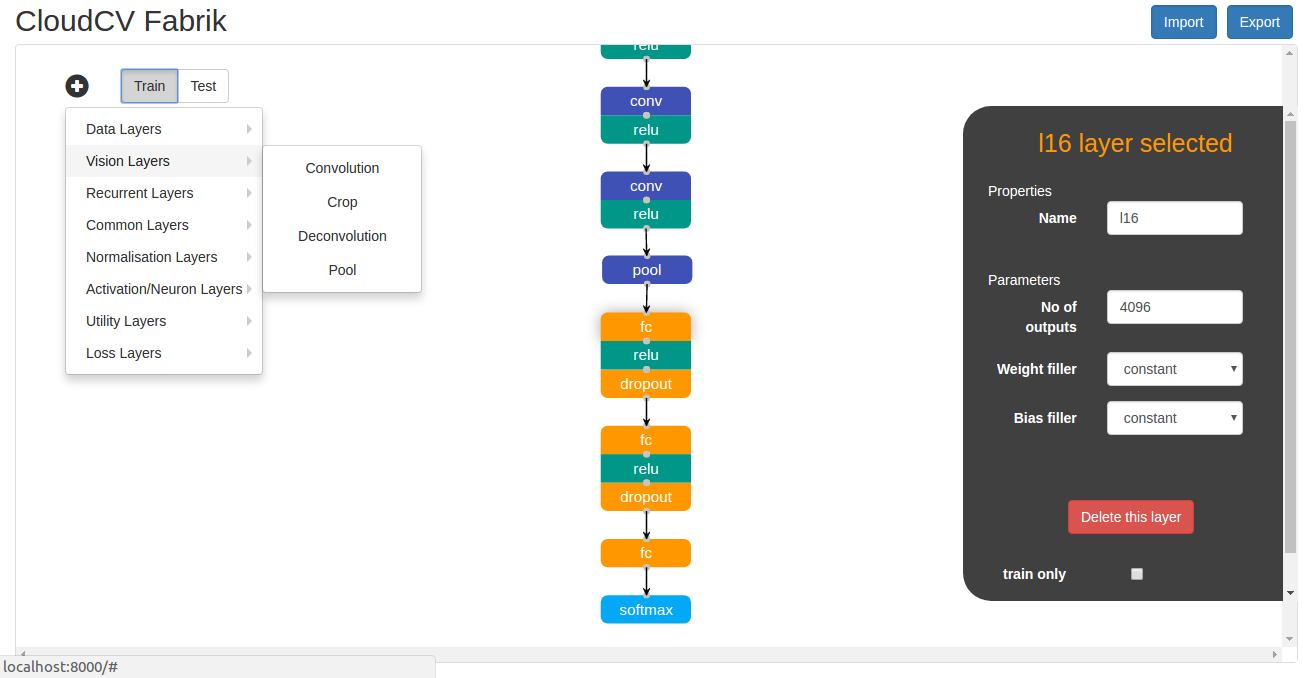 CloudCV Fabrik
Import
Export
Train
Test
Data Layers
Vision Layers
Recurrent Layers
Common Layers
Normalisation Layers
Activation/Neuron Layers
Utility Layers
Loss Layers
Convolution
Crop
Deconvolution
Pool
relu
conv
relu
conv
relu
pool
fc
relu
dropout
fc
relu
dropout
fc
softmax
l16 layer selected
Properties
Name
l16
Parameters
No of
outputs
4096
Weight filler
constant
Bias filler
constant
Delete this layer
train only
localhost:8000/#